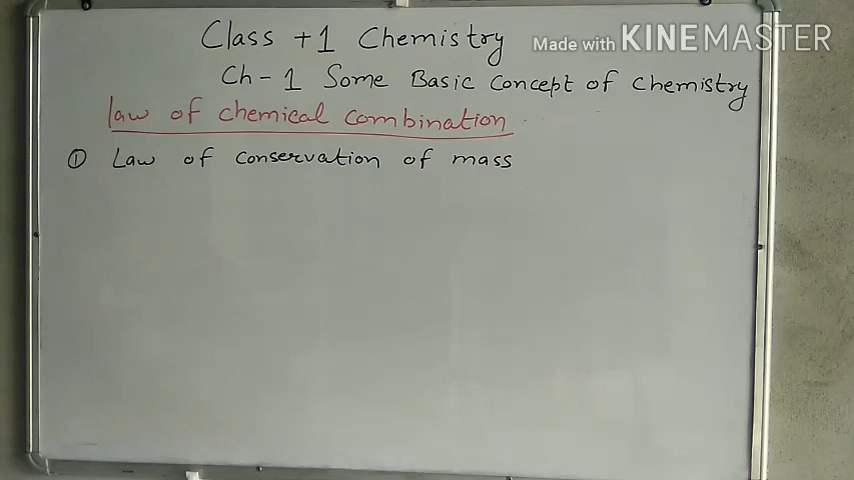 Class +1 Chemistry
Made with KINEMASTER
Ch - 1 Some Basic Concept of Chemistry
law of chemical combination
① Law of conservation of mass